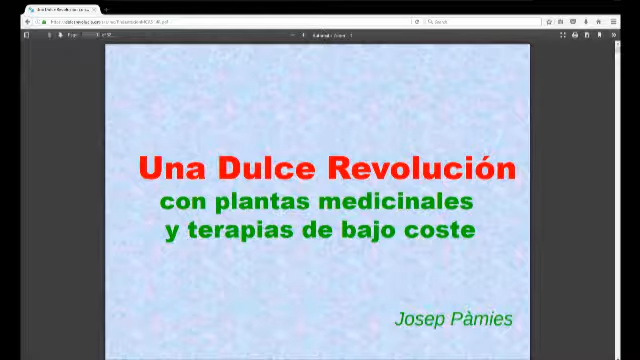 Una Dulce Revolución
con plantas medicinales
y terapias de bajo coste
Josep Pàmies